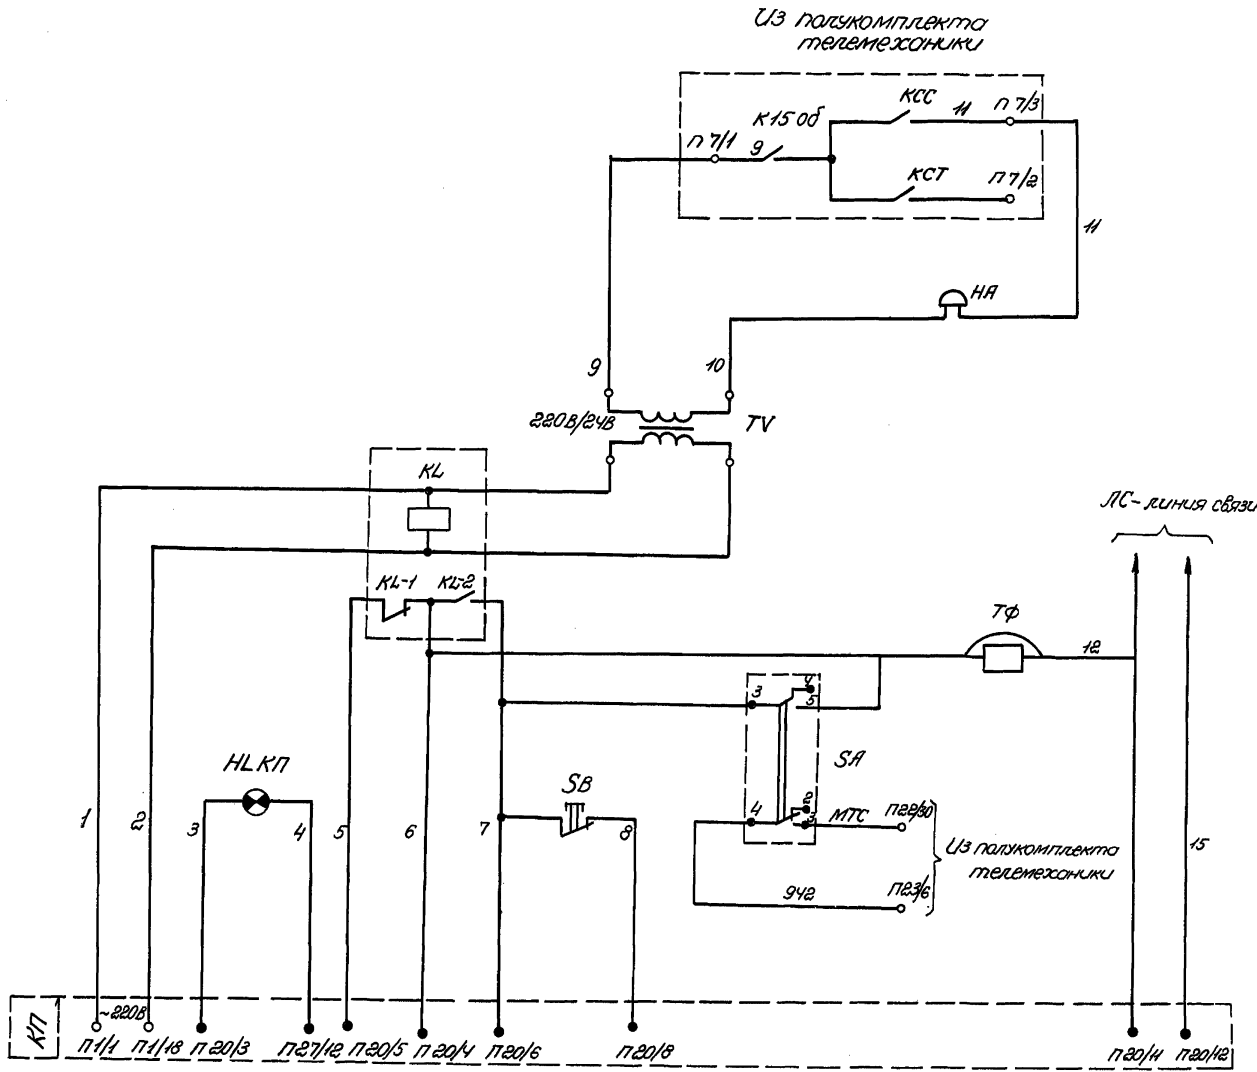 Из полукомплекта
телемеханики
КСС
11
П 7/3
К15 об
П 7/1
9
КСТ
П 7/2
11
НА
9
10
220В/24В
TV
KL
ЛС - линия связи
KL-1
KL-2
ТФ
12
3
4
5
SA
HLКП
SB
1
2
3
4
5
6
7
8
4
2
3
МТС
П22/30
Из полукомплекта
телемеханики
15
942
П23/6
КП
~220В
П1/1
П1/18
П20/3
П27/12
П20/5
П20/4
П20/6
П20/8
П20/11
П20/12